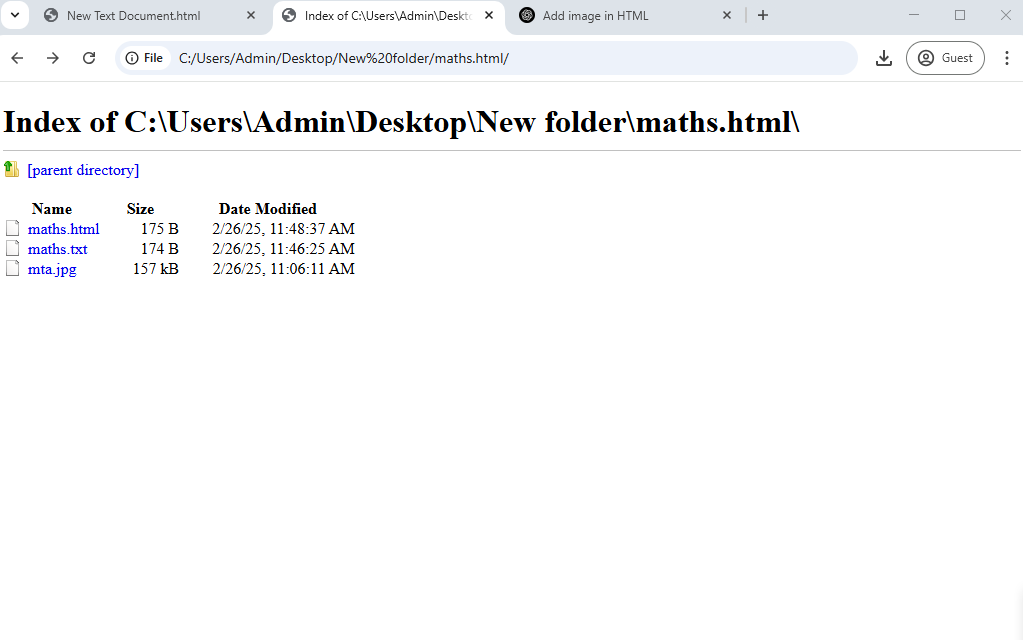 New Text Document.html
Index of C:\Users\Admin\Deskto
Add image in HTML
File
C:/Users/Admin/Desktop/New%20folder/maths.html/
Guest
Index of C:\Users\Admin\Desktop\New folder\maths.html\
[parent directory]
Name Size Date Modified
maths.html 175 B 2/26/25, 11:48:37 AM
maths.txt 174 B 2/26/25, 11:46:25 AM
mta.jpg 157 kB 2/26/25, 11:06:11 AM